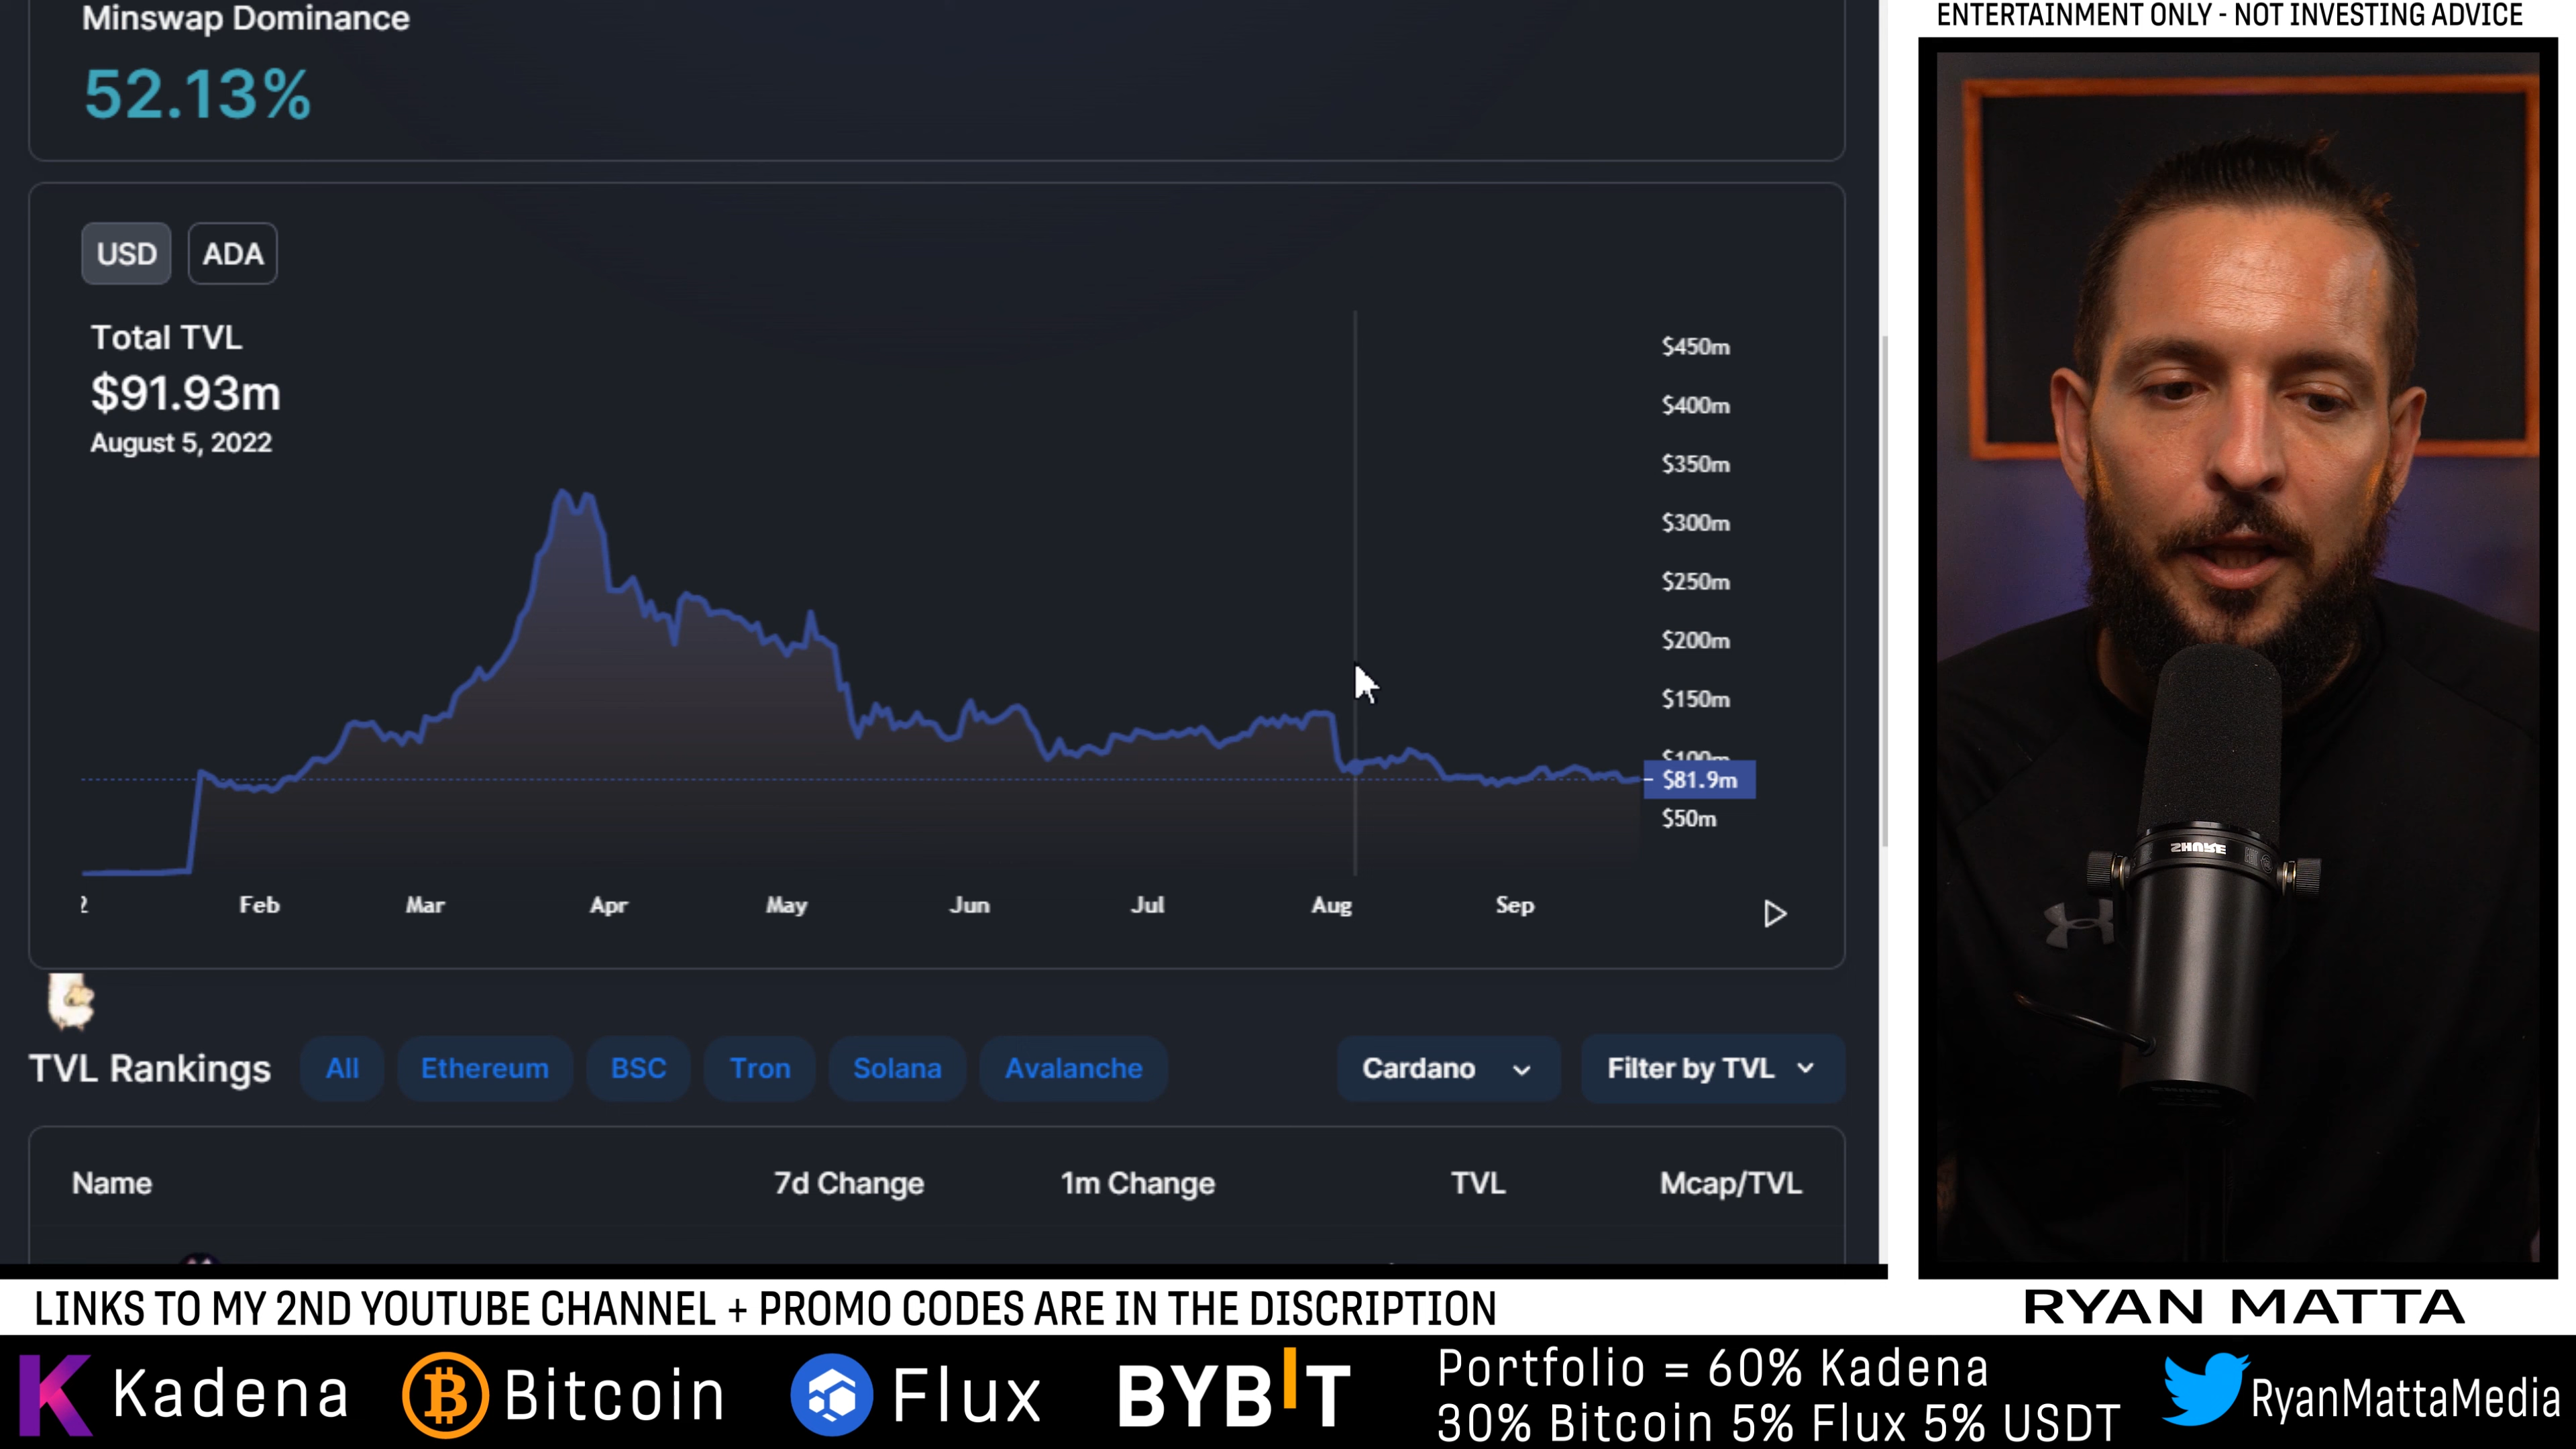 Minswap Dominance
52.13%
USD ADA
Total TVL
$91.93m
August 5, 2022
$450m
$400m
$350m
$300m
$250m
$200m
$150m
$100m
$81.9m
$50m
2 Feb Mar Apr May Jun Jul Aug Sep
TVL Rankings All Ethereum BSC Tron Solana Avalanche Cardano Filter by TVL
Name 7d Change 1m Change TVL Mcap/TVL
ENTERTAINMENT ONLY - NOT INVESTING ADVICE
SHURE
RYAN MATTA
LINKS TO MY 2ND YOUTUBE CHANNEL + PROMO CODES ARE IN THE DISCRIPTION
Kadena Bitcoin Flux BYBIT
Portfolio = 60% Kadena
30% Bitcoin 5% Flux 5% USDT
RyanMattaMedia